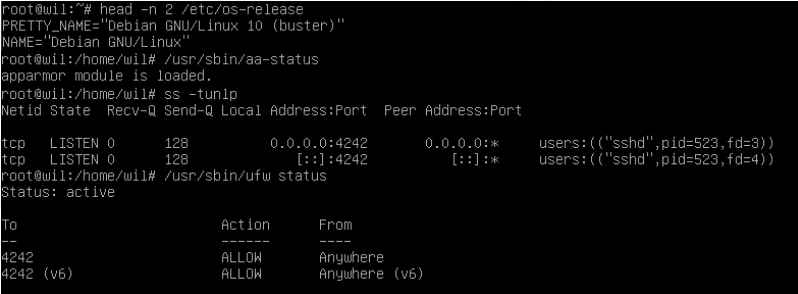 root@wil:~# head -n 2 /etc/os-release
PRETTY_NAME="Debian GNU/Linux 10 (buster)"
NAME="Debian GNU/Linux"
root@wil:/home/wil# /usr/sbin/aa-status
apparmor module is loaded.
root@wil:/home/wil# ss -tunlp
Netid State  Recv-Q Send-Q Local Address:Port  Peer Address:Port
tcp   LISTEN 0      128          0.0.0.0:4242       0.0.0.0:*     users:(("sshd",pid=523,fd=3))
tcp   LISTEN 0      128             [::]:4242          [::]:*     users:(("sshd",pid=523,fd=4))
root@wil:/home/wil# /usr/sbin/ufw status
Status: active
To                         Action      From
--                         ------      ----
4242                       ALLOW       Anywhere
4242 (v6)                  ALLOW       Anywhere (v6)